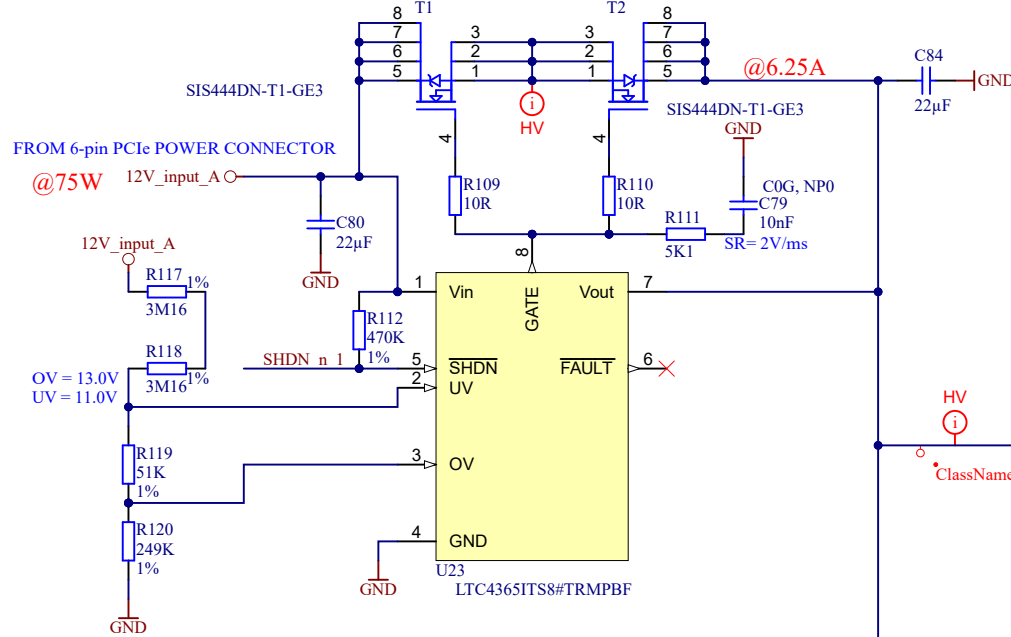 T1
T2
8
7
6
5
3
2
1
3
2
1
8
7
6
5
@6.25A
C84
22µF
GND
SIS444DN-T1-GE3
i
HV
SIS444DN-T1-GE3
4
4
GND
FROM 6-pin PCIe POWER CONNECTOR
@75W
12V_input_A
R109
10R
R110
10R
C0G, NP0
C79
10nF
R111
5K1
SR= 2V/ms
C80
22µF
GND
12V_input_A
R117
1%
3M16
R118
1%
3M16
OV = 13.0V
UV = 11.0V
R112
470K
1%
SHDN_n_1
8
GATE
1
Vin
Vout
7
5
SHDN
FAULT
6
2
UV
3
OV
4
GND
R119
51K
1%
R120
249K
1%
GND
GND
U23
LTC4365ITS8#TRMPBF
HV
i
ClassName